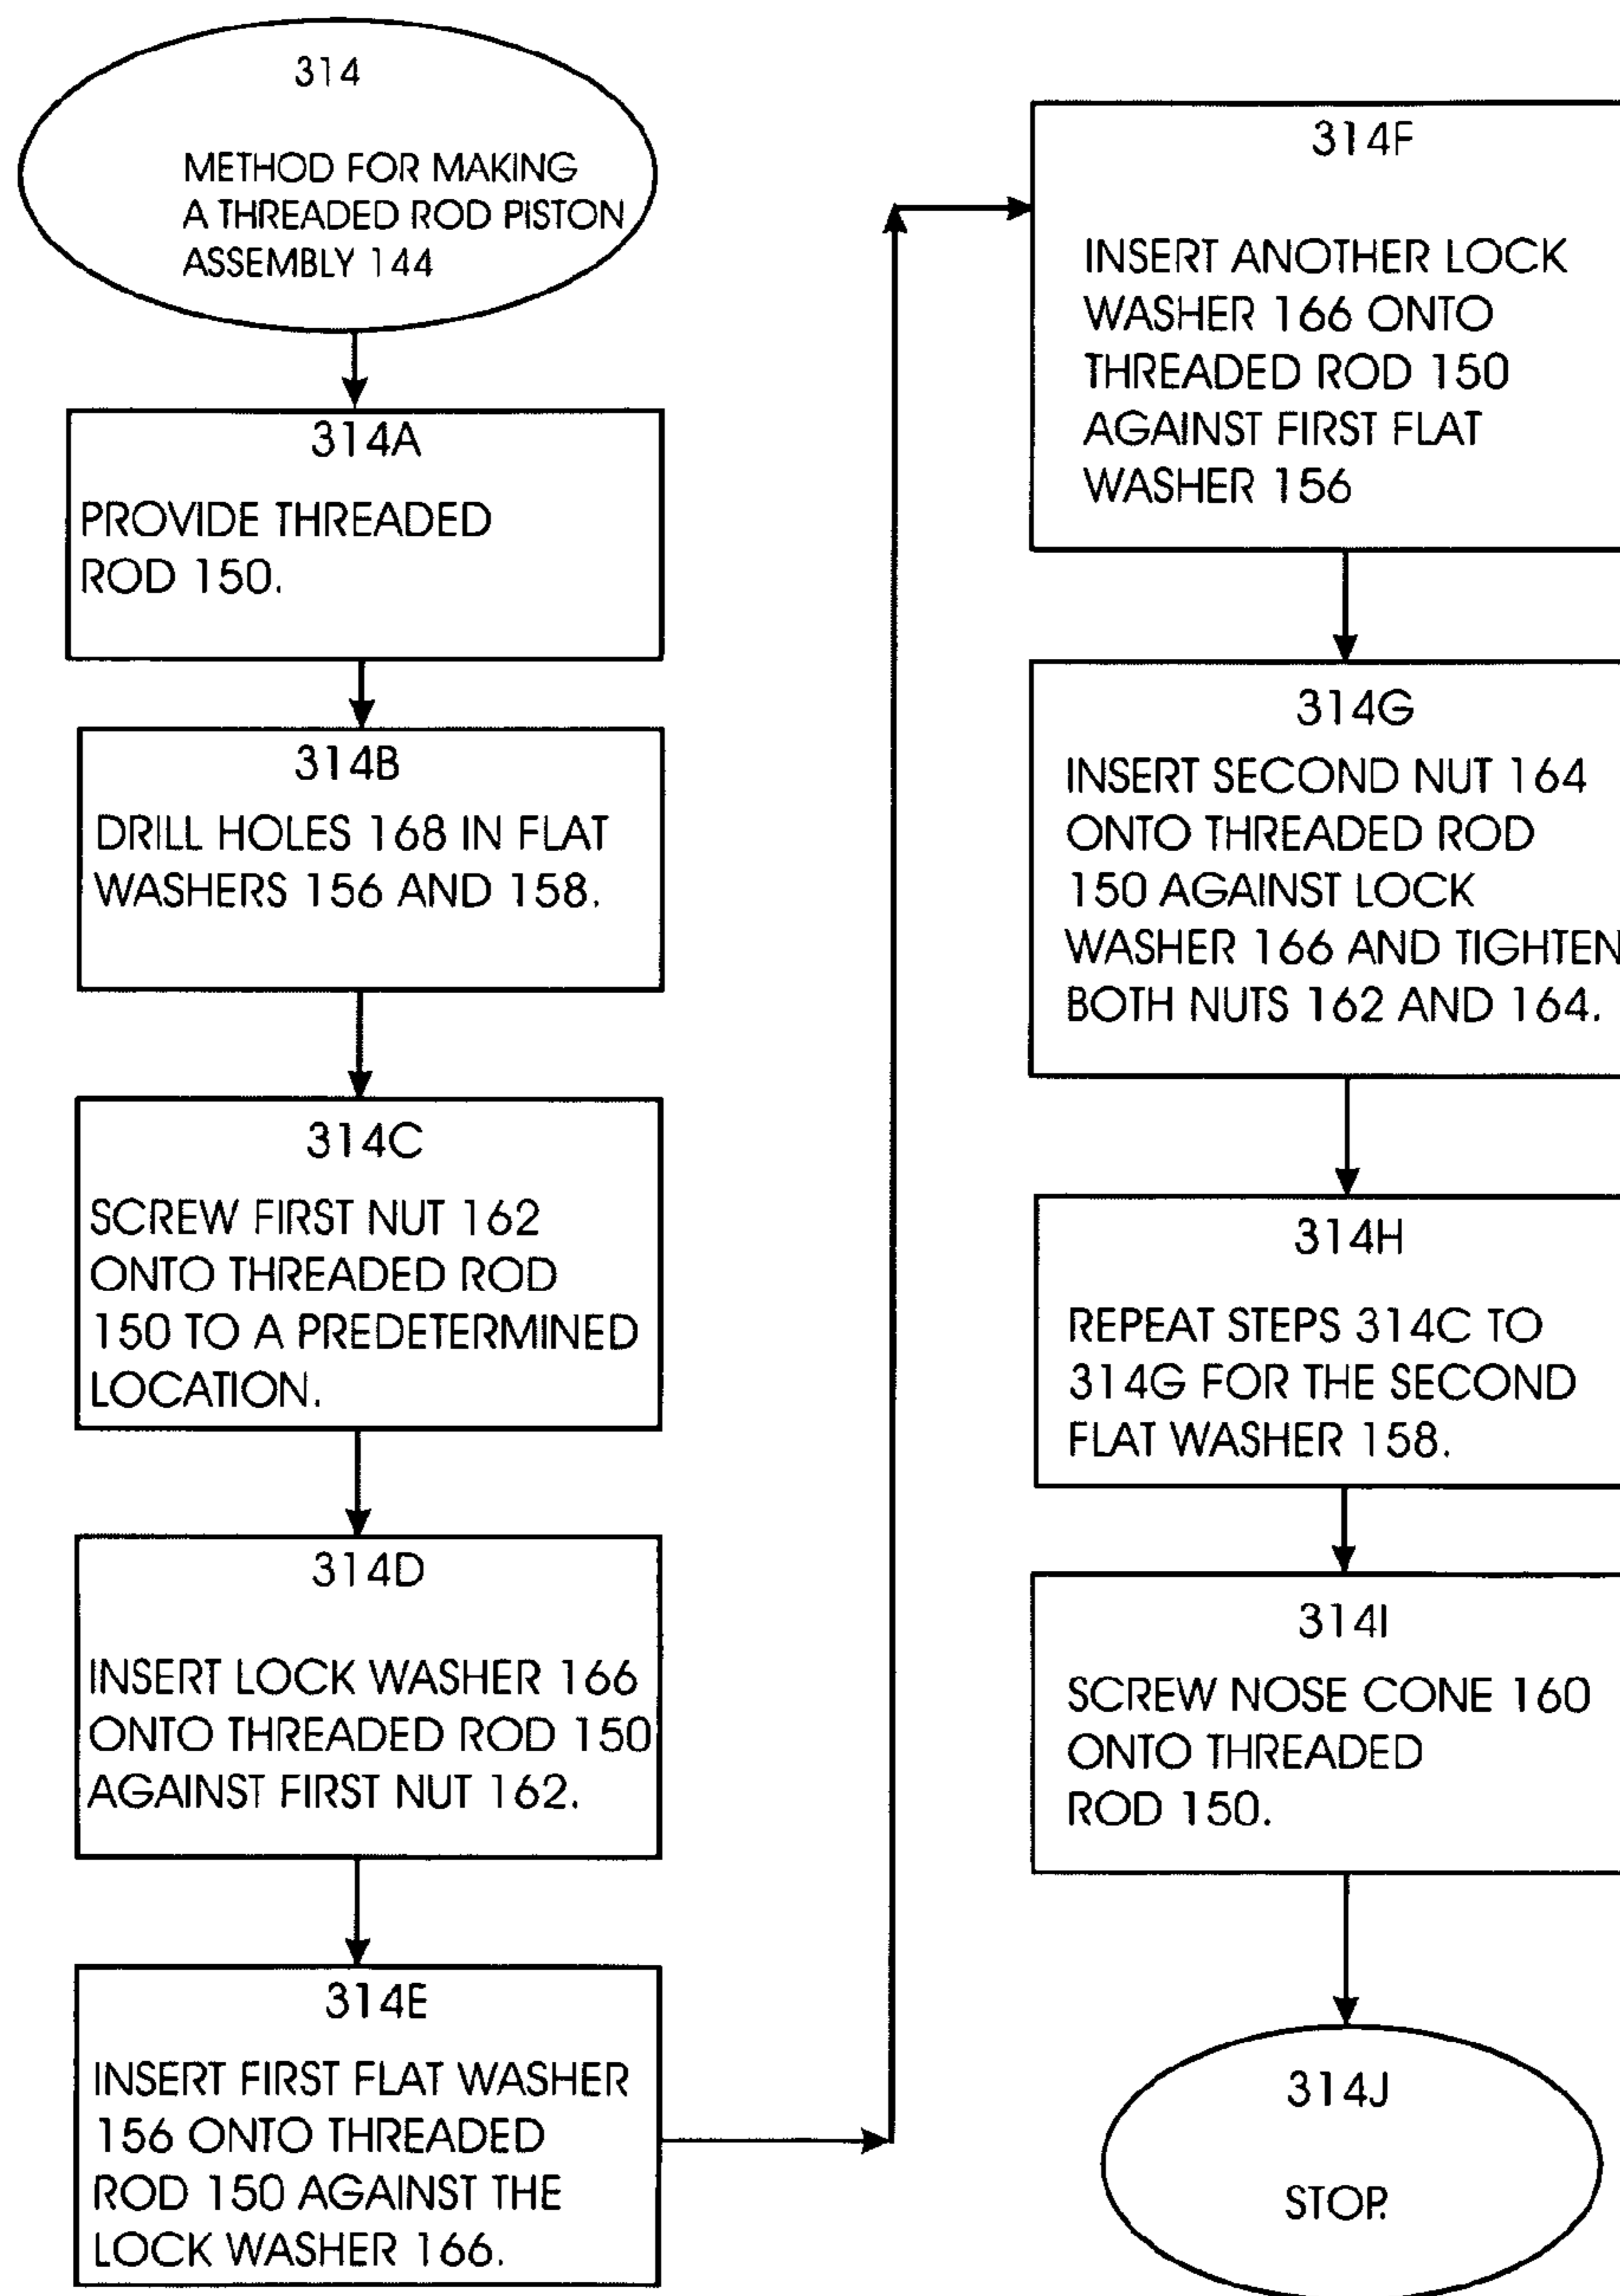 314
METHOD FOR MAKING
A THREADED ROD PISTON
ASSEMBLY 144
314A
PROVIDE THREADED
ROD 150.
314B
DRILL HOLES 168 IN FLAT
WASHERS 156 AND 158.
314C
SCREW FIRST NUT 162
ONTO THREADED ROD
150 TO A PREDETERMINED
LOCATION.
314D
INSERT LOCK WASHER 166
ONTO THREADED ROD 150
AGAINST FIRST NUT 162.
314E
INSERT FIRST FLAT WASHER
156 ONTO THREADED
ROD 150 AGAINST THE
LOCK WASHER 166.
314F
INSERT ANOTHER LOCK
WASHER 166 ONTO
THREADED ROD 150
AGAINST FIRST FLAT
WASHER 156
314G
INSERT SECOND NUT 164
ONTO THREADED ROD
150 AGAINST LOCK
WASHER 166 AND TIGHTEN
BOTH NUTS 162 AND 164.
314H
REPEAT STEPS 314C TO
314G FOR THE SECOND
FLAT WASHER 158.
314I
SCREW NOSE CONE 160
ONTO THREADED
ROD 150.
314J
STOP.